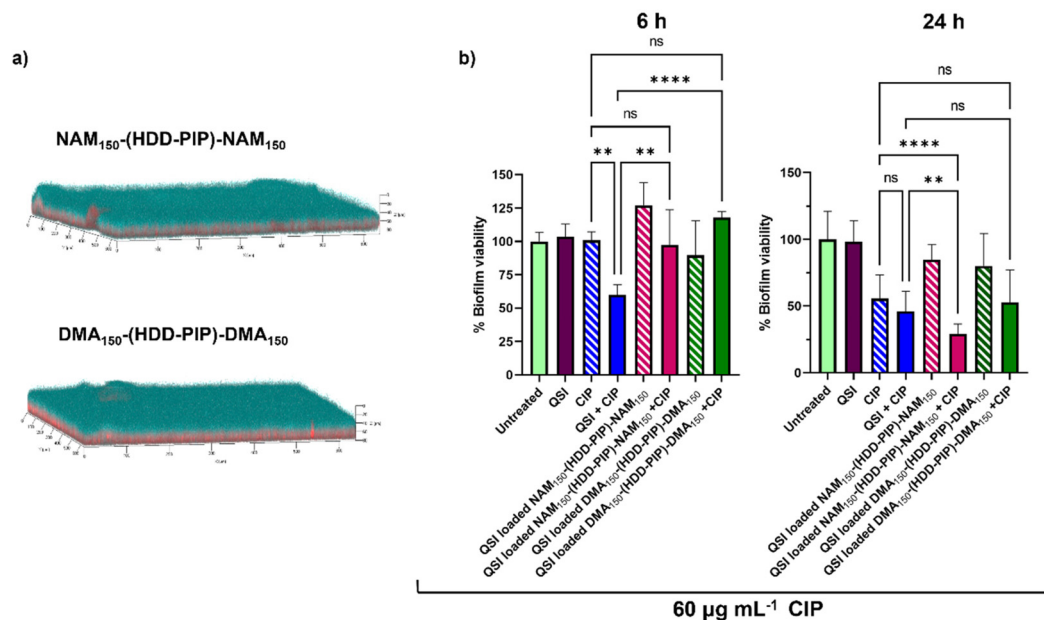 a)
NAM₁₅₀-(HDD-PIP)-NAM₁₅₀
DMA₁₅₀-(HDD-PIP)-DMA₁₅₀
b)
6 h
ns
****
ns
** **
% Biofilm viability
150
125
100
75
50
25
0
Untreated
QSI
CIP
QSI + CIP
QSI loaded NAM₁₅₀-(HDD-PIP)-NAM₁₅₀
QSI loaded NAM₁₅₀-(HDD-PIP)-NAM₁₅₀ +CIP
QSI loaded DMA₁₅₀-(HDD-PIP)-DMA₁₅₀
QSI loaded DMA₁₅₀-(HDD-PIP)-DMA₁₅₀ +CIP
24 h
ns
ns
****
ns **
% Biofilm viability
150
100
50
0
Untreated
QSI
CIP
QSI + CIP
QSI loaded NAM₁₅₀-(HDD-PIP)-NAM₁₅₀
QSI loaded NAM₁₅₀-(HDD-PIP)-NAM₁₅₀ + CIP
QSI loaded DMA₁₅₀-(HDD-PIP)-DMA₁₅₀
QSI loaded DMA₁₅₀-(HDD-PIP)-DMA₁₅₀ +CIP
60 µg mL⁻¹ CIP